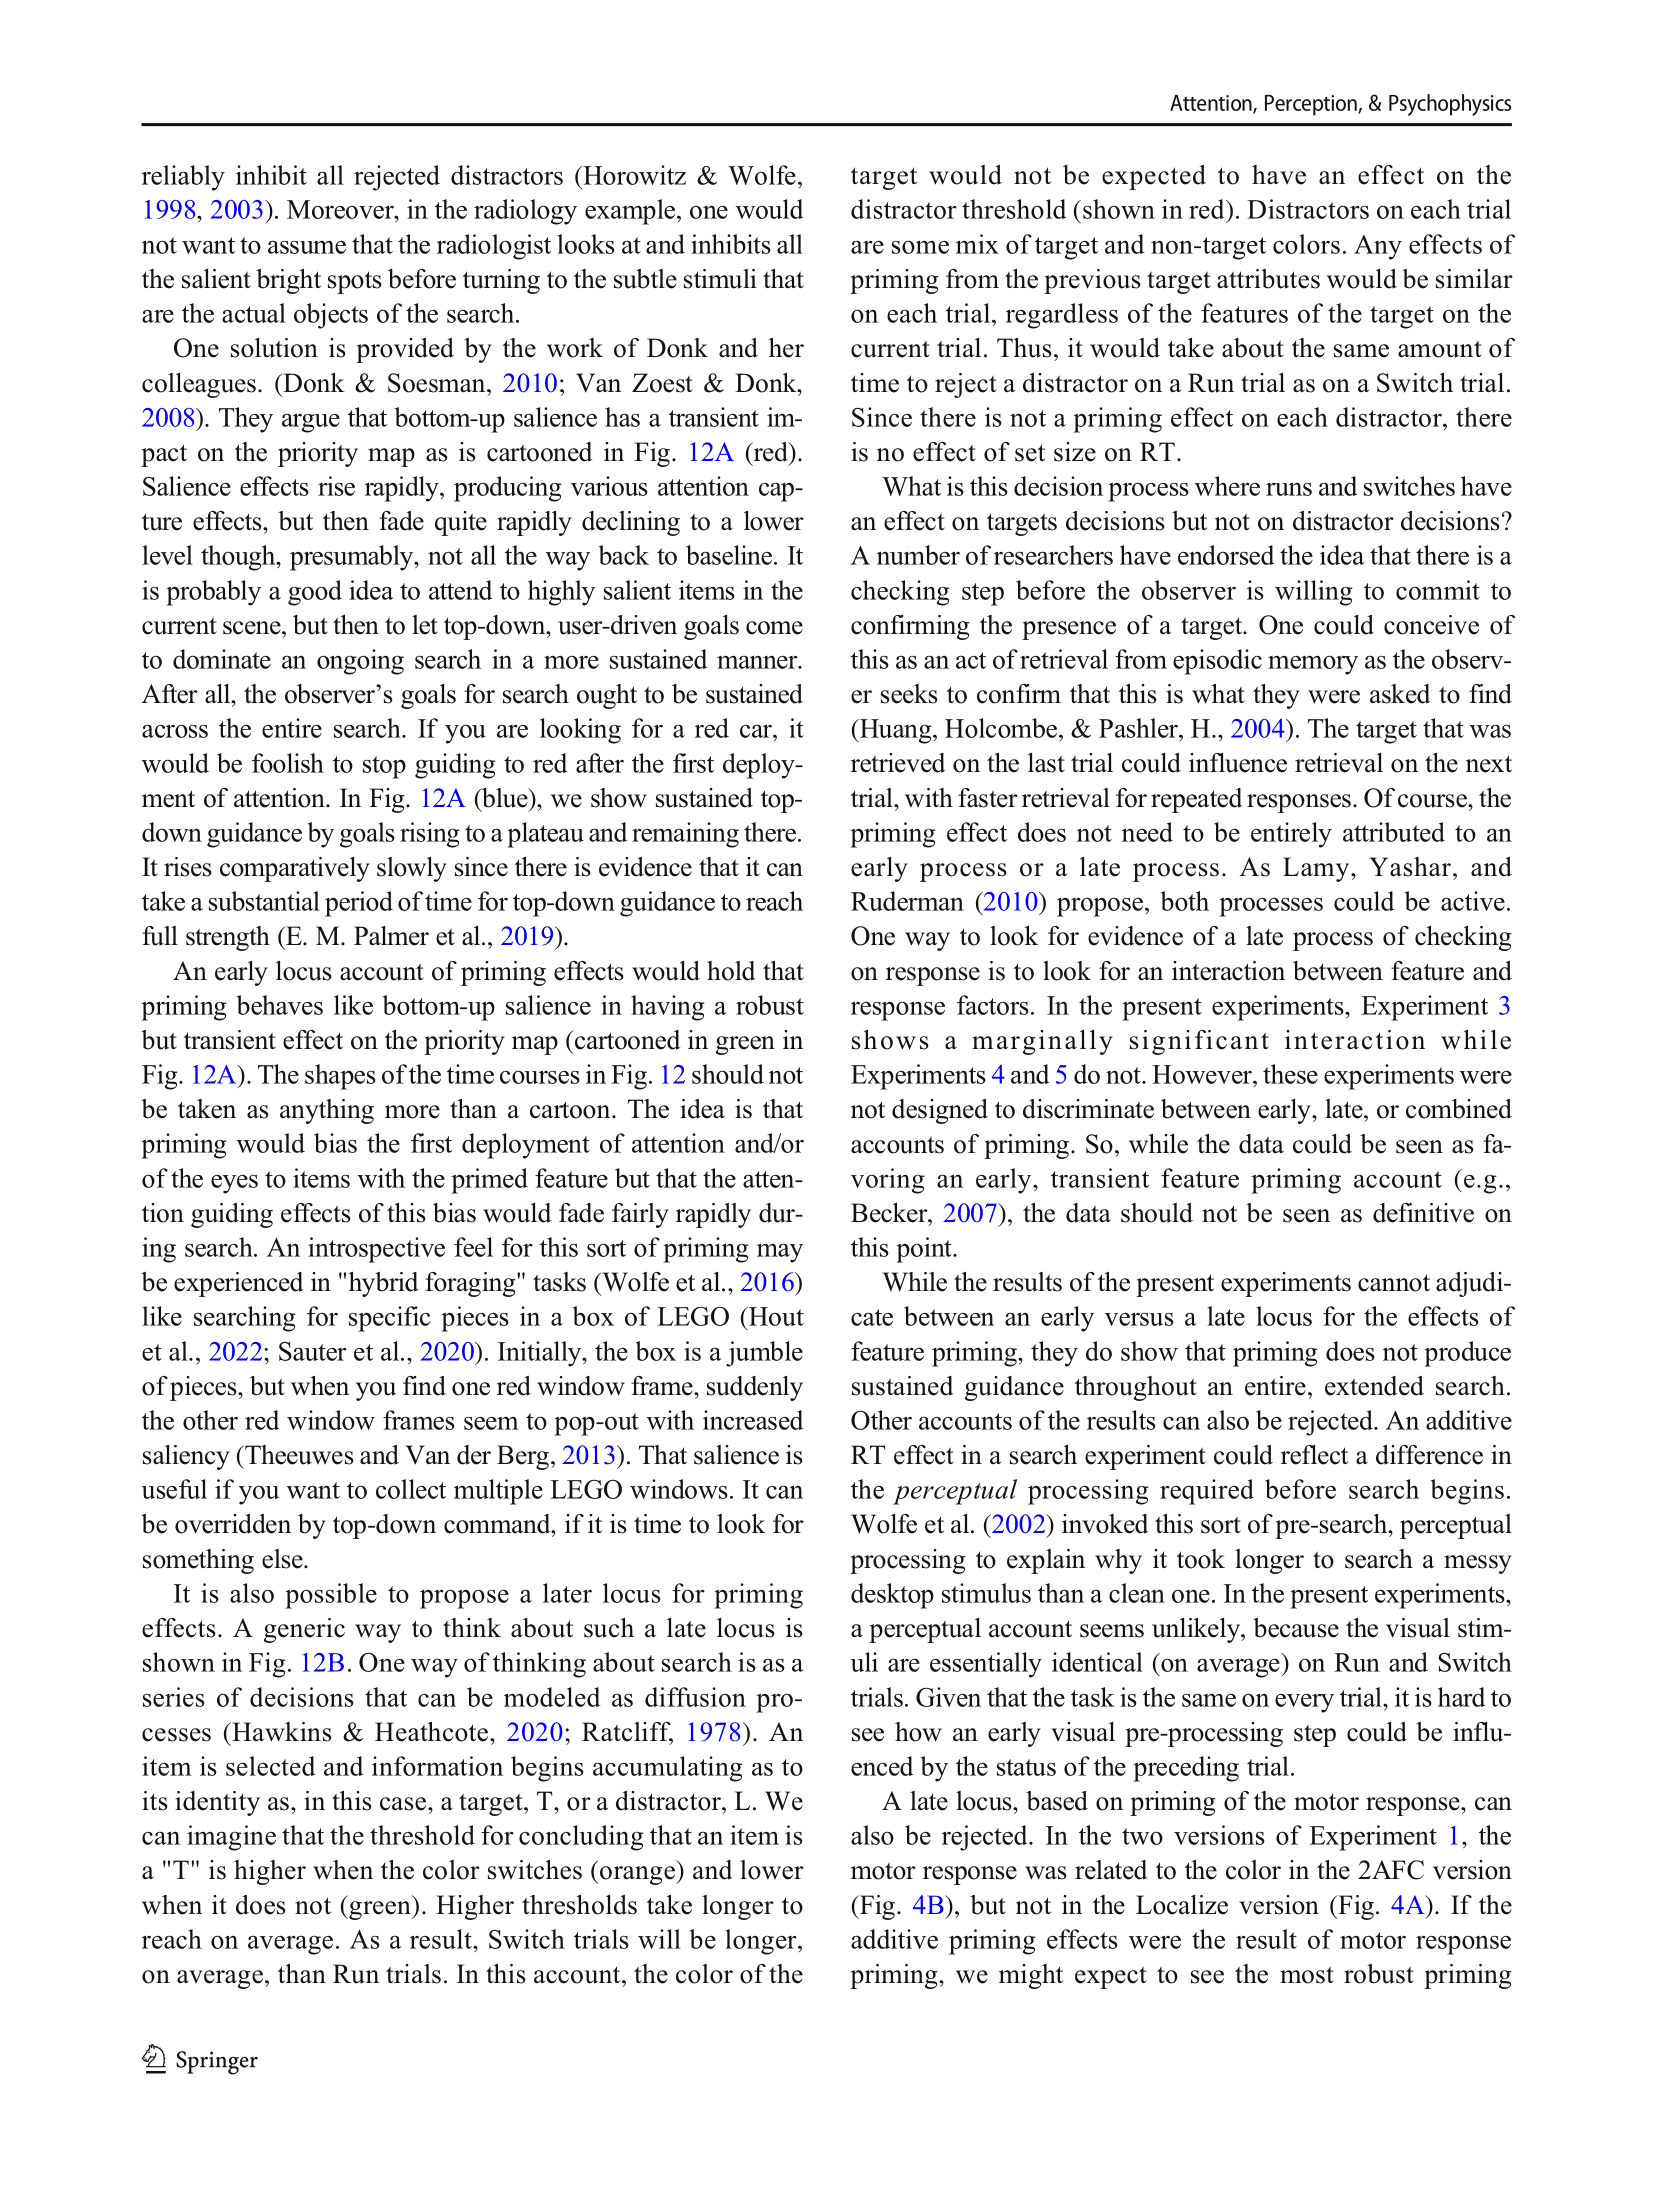 Attention, Perception, & Psychophysics
reliably inhibit all rejected distractors (Horowitz & Wolfe,
1998, 2003). Moreover, in the radiology example, one would
not want to assume that the radiologist looks at and inhibits all
the salient bright spots before turning to the subtle stimuli that
are the actual objects of the search.
One solution is provided by the work of Donk and her
colleagues. (Donk & Soesman, 2010; Van Zoest & Donk,
2008). They argue that bottom-up salience has a transient im-
pact on the priority map as is cartooned in Fig. 12A (red).
Salience effects rise rapidly, producing various attention cap-
ture effects, but then fade quite rapidly declining to a lower
level though, presumably, not all the way back to baseline. It
is probably a good idea to attend to highly salient items in the
current scene, but then to let top-down, user-driven goals come
to dominate an ongoing search in a more sustained manner.
After all, the observer’s goals for search ought to be sustained
across the entire search. If you are looking for a red car, it
would be foolish to stop guiding to red after the first deploy-
ment of attention. In Fig. 12A (blue), we show sustained top-
down guidance by goals rising to a plateau and remaining there.
It rises comparatively slowly since there is evidence that it can
take a substantial period of time for top-down guidance to reach
full strength (E. M. Palmer et al., 2019).
An early locus account of priming effects would hold that
priming behaves like bottom-up salience in having a robust
but transient effect on the priority map (cartooned in green in
Fig. 12A). The shapes of the time courses in Fig. 12 should not
be taken as anything more than a cartoon. The idea is that
priming would bias the first deployment of attention and/or
of the eyes to items with the primed feature but that the atten-
tion guiding effects of this bias would fade fairly rapidly dur-
ing search. An introspective feel for this sort of priming may
be experienced in "hybrid foraging" tasks (Wolfe et al., 2016)
like searching for specific pieces in a box of LEGO (Hout
et al., 2022; Sauter et al., 2020). Initially, the box is a jumble
of pieces, but when you find one red window frame, suddenly
the other red window frames seem to pop-out with increased
saliency (Theeuwes and Van der Berg, 2013). That salience is
useful if you want to collect multiple LEGO windows. It can
be overridden by top-down command, if it is time to look for
something else.
It is also possible to propose a later locus for priming
effects. A generic way to think about such a late locus is
shown in Fig. 12B. One way of thinking about search is as a
series of decisions that can be modeled as diffusion pro-
cesses (Hawkins & Heathcote, 2020; Ratcliff, 1978). An
item is selected and information begins accumulating as to
its identity as, in this case, a target, T, or a distractor, L. We
can imagine that the threshold for concluding that an item is
a "T" is higher when the color switches (orange) and lower
when it does not (green). Higher thresholds take longer to
reach on average. As a result, Switch trials will be longer,
on average, than Run trials. In this account, the color of the
target would not be expected to have an effect on the
distractor threshold (shown in red). Distractors on each trial
are some mix of target and non-target colors. Any effects of
priming from the previous target attributes would be similar
on each trial, regardless of the features of the target on the
current trial. Thus, it would take about the same amount of
time to reject a distractor on a Run trial as on a Switch trial.
Since there is not a priming effect on each distractor, there
is no effect of set size on RT.
What is this decision process where runs and switches have
an effect on targets decisions but not on distractor decisions?
A number of researchers have endorsed the idea that there is a
checking step before the observer is willing to commit to
confirming the presence of a target. One could conceive of
this as an act of retrieval from episodic memory as the observ-
er seeks to confirm that this is what they were asked to find
(Huang, Holcombe, & Pashler, H., 2004). The target that was
retrieved on the last trial could influence retrieval on the next
trial, with faster retrieval for repeated responses. Of course, the
priming effect does not need to be entirely attributed to an
early process or a late process. As Lamy, Yashar, and
Ruderman (2010) propose, both processes could be active.
One way to look for evidence of a late process of checking
on response is to look for an interaction between feature and
response factors. In the present experiments, Experiment 3
shows a marginally significant interaction while
Experiments 4 and 5 do not. However, these experiments were
not designed to discriminate between early, late, or combined
accounts of priming. So, while the data could be seen as fa-
voring an early, transient feature priming account (e.g.,
Becker, 2007), the data should not be seen as definitive on
this point.
While the results of the present experiments cannot adjudi-
cate between an early versus a late locus for the effects of
feature priming, they do show that priming does not produce
sustained guidance throughout an entire, extended search.
Other accounts of the results can also be rejected. An additive
RT effect in a search experiment could reflect a difference in
the perceptual processing required before search begins.
Wolfe et al. (2002) invoked this sort of pre-search, perceptual
processing to explain why it took longer to search a messy
desktop stimulus than a clean one. In the present experiments,
a perceptual account seems unlikely, because the visual stim-
uli are essentially identical (on average) on Run and Switch
trials. Given that the task is the same on every trial, it is hard to
see how an early visual pre-processing step could be influ-
enced by the status of the preceding trial.
A late locus, based on priming of the motor response, can
also be rejected. In the two versions of Experiment 1, the
motor response was related to the color in the 2AFC version
(Fig. 4B), but not in the Localize version (Fig. 4A). If the
additive priming effects were the result of motor response
priming, we might expect to see the most robust priming
Springer